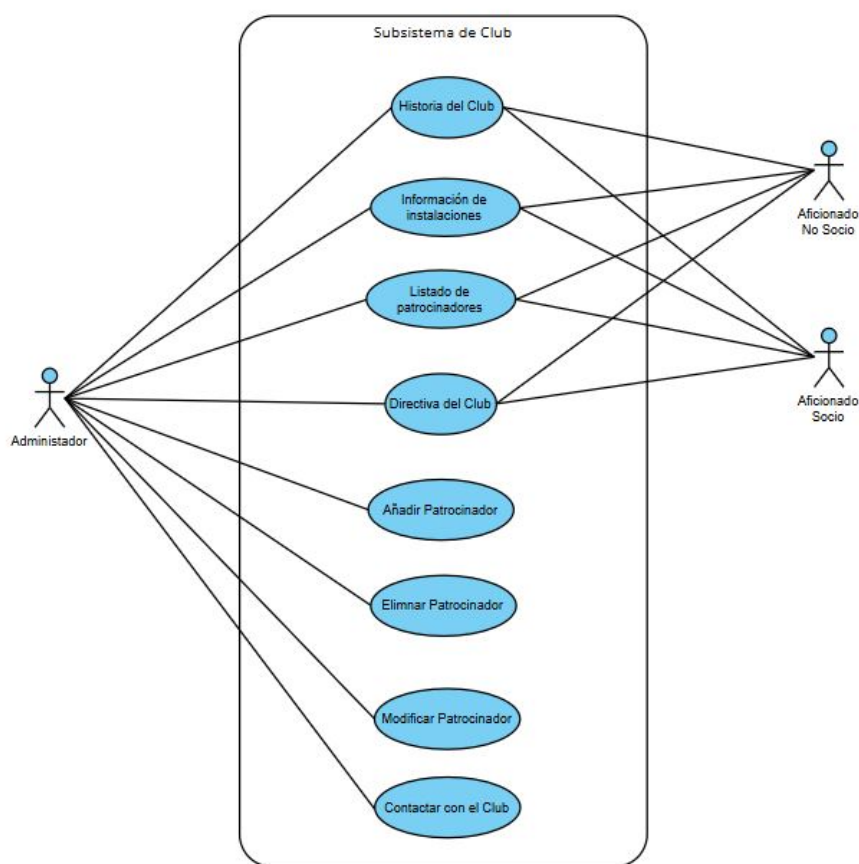 Subsistema de Club
Historia del Club
Información de
instalaciones
Listado de
patrocinadores
Directiva del Club
Añadir Patrocinador
Elimnar Patrocinador
Modificar Patrocinador
Contactar con el Club
Administador
Aficionado
No Socio
Aficionado
Socio